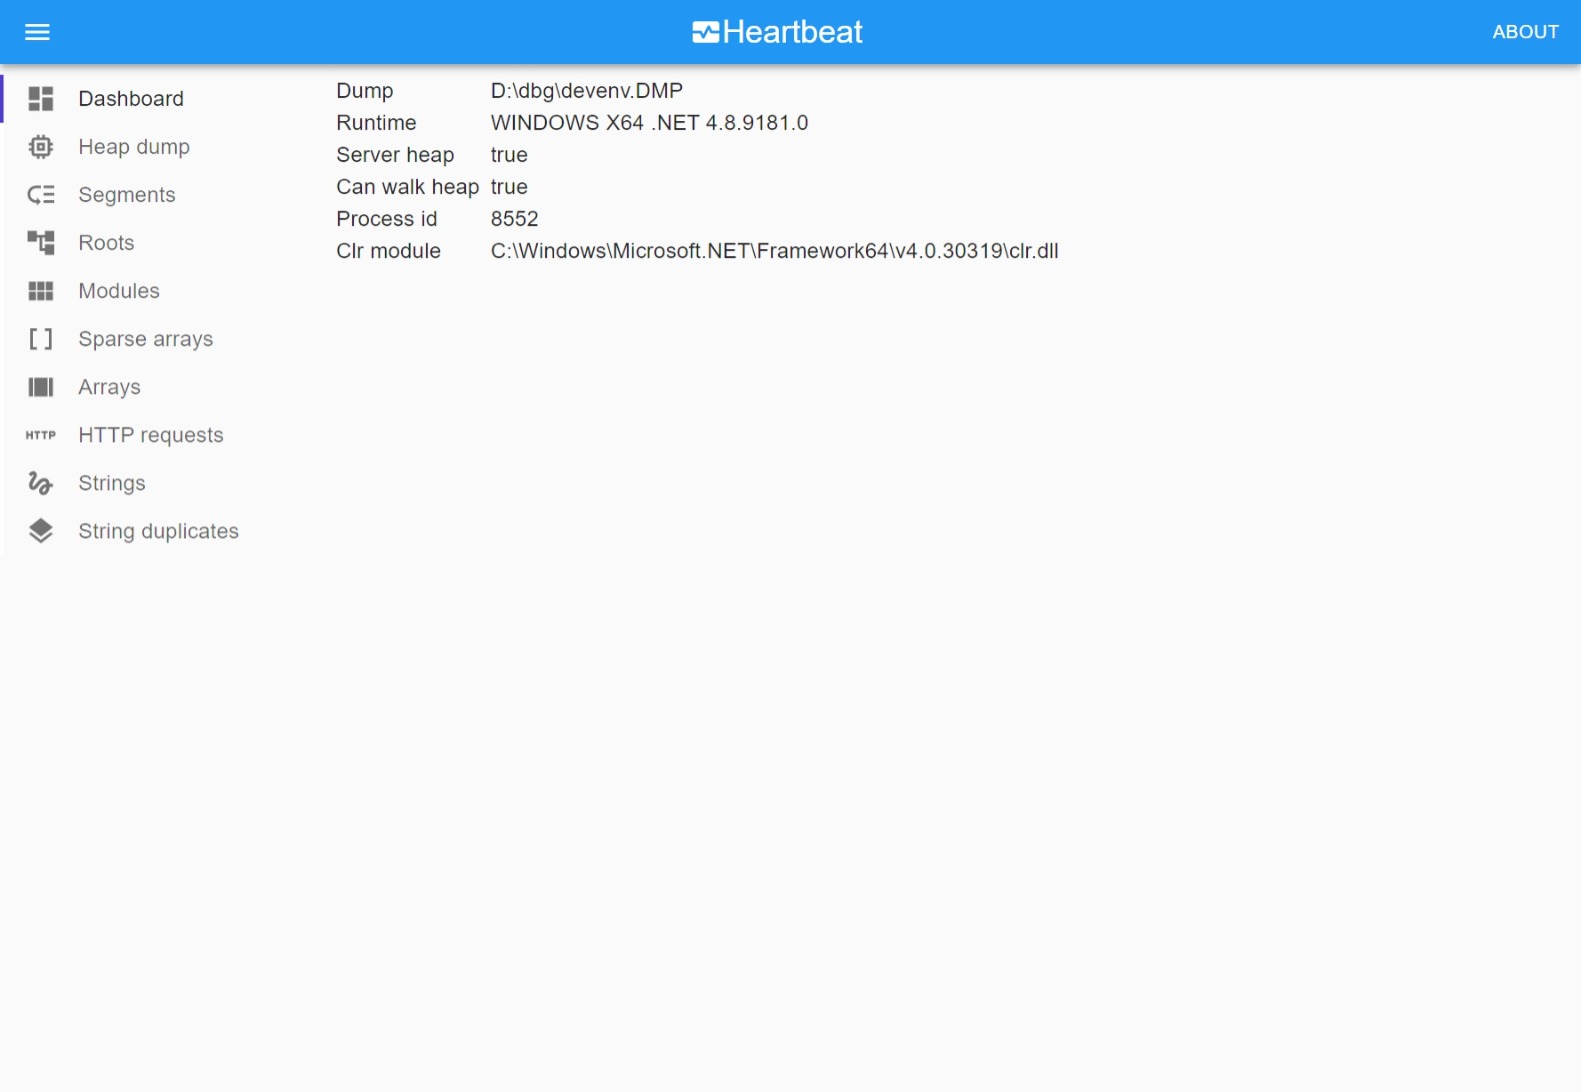 Heartbeat
ABOUT
Dashboard
Heap dump
Segments
Roots
Modules
Sparse arrays
Arrays
HTTP HTTP requests
Strings
String duplicates
Dump D:\dbg\devenv.DMP
Runtime WINDOWS X64 .NET 4.8.9181.0
Server heap true
Can walk heap true
Process id 8552
Clr module C:\Windows\Microsoft.NET\Framework64\v4.0.30319\clr.dll